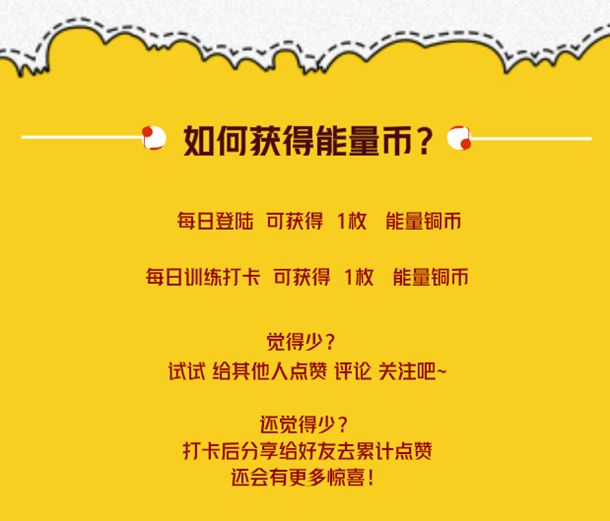 如何获得能量币？
每日登陆 可获得 1枚 能量铜币
每日训练打卡 可获得 1枚 能量铜币
觉得少？
试试 给其他人点赞 评论 关注吧~
还觉得少？
打卡后分享给好友去累计点赞
还会有更多惊喜！